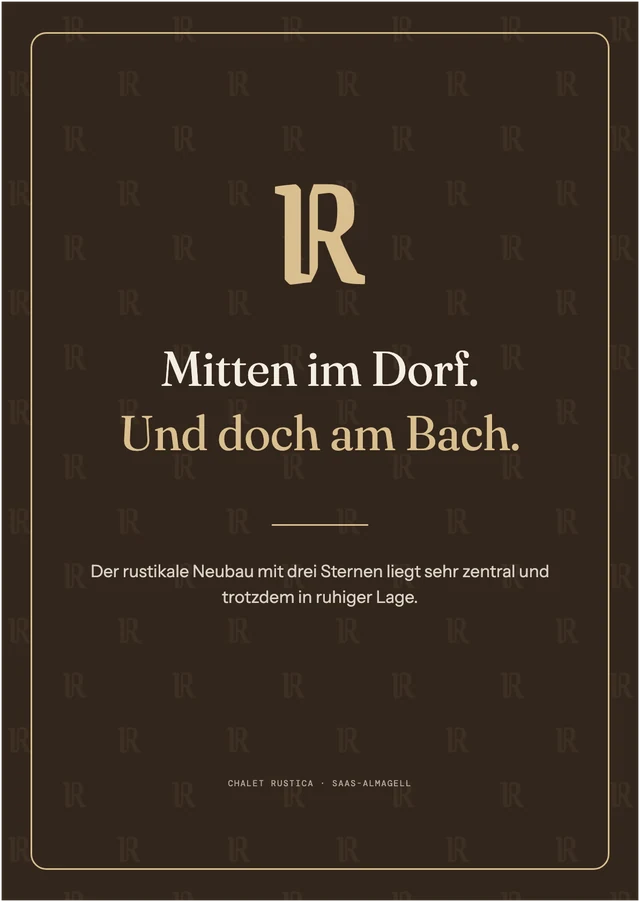 R
Mitten im Dorf.
Und doch am Bach.
Der rustikale Neubau mit drei Sternen liegt sehr zentral und
trotzdem in ruhiger Lage.
CHALET RUSTICA · SAAS-ALMAGELL